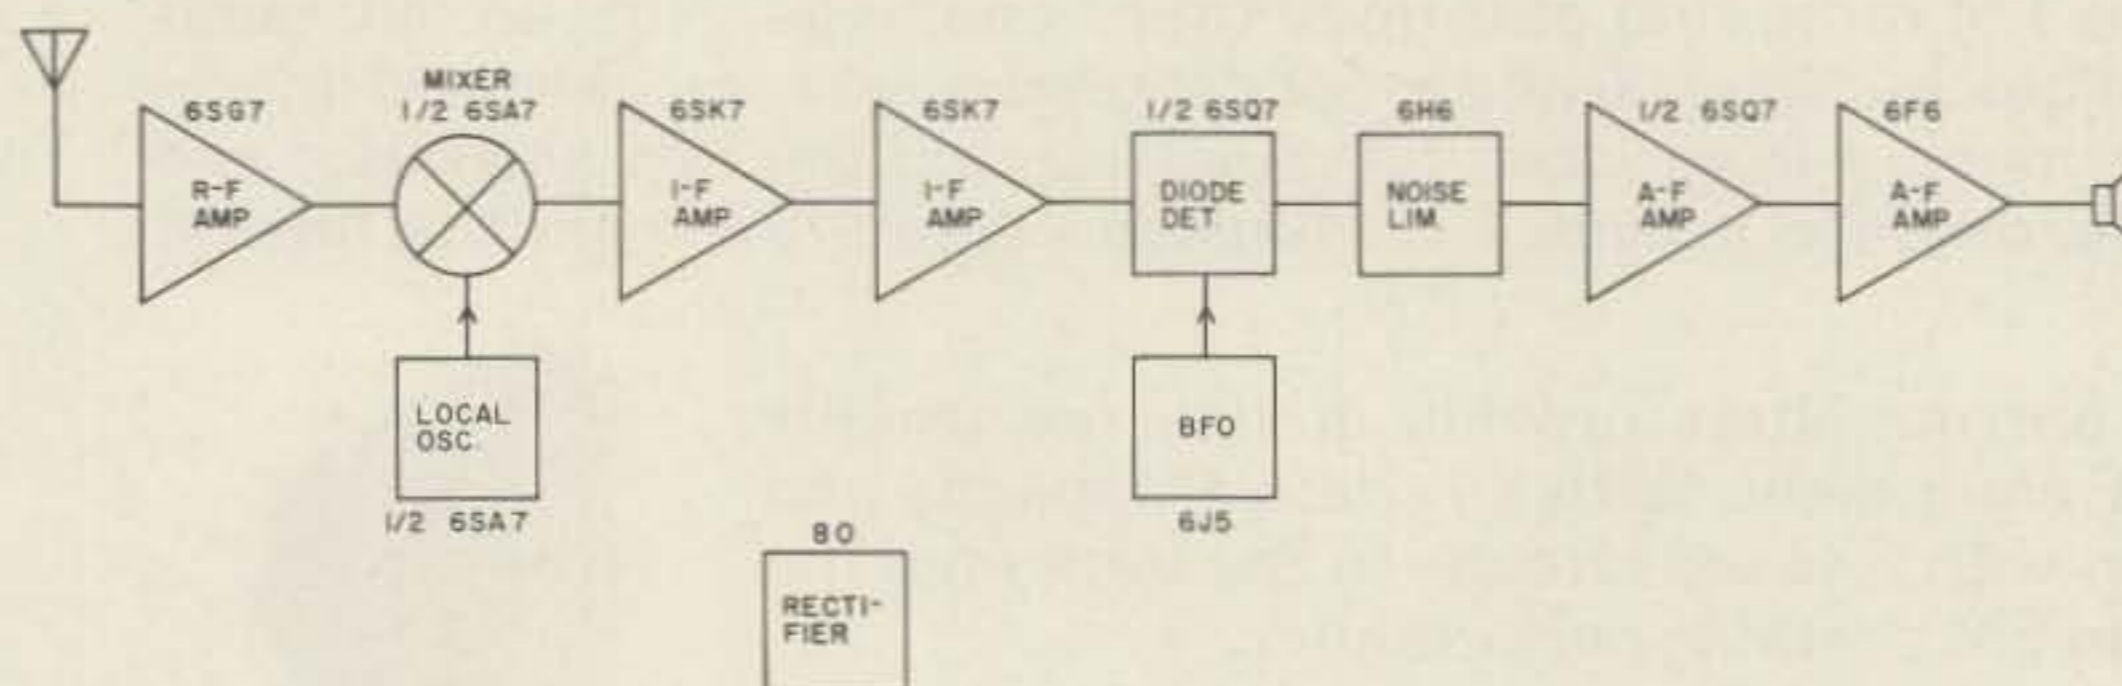 MIXER
6SG7
1/2 6SA7
6SK7
6SK7
1/2 6SQ7
6H6
1/2 6SQ7
6F6
R-F
AMP
I-F
AMP
I-F
AMP
DIODE
DET.
NOISE
LIM.
A-F
AMP
A-F
AMP
LOCAL
OSC.
1/2 6SA7
BFO
6J5
80
RECTI-
FIER